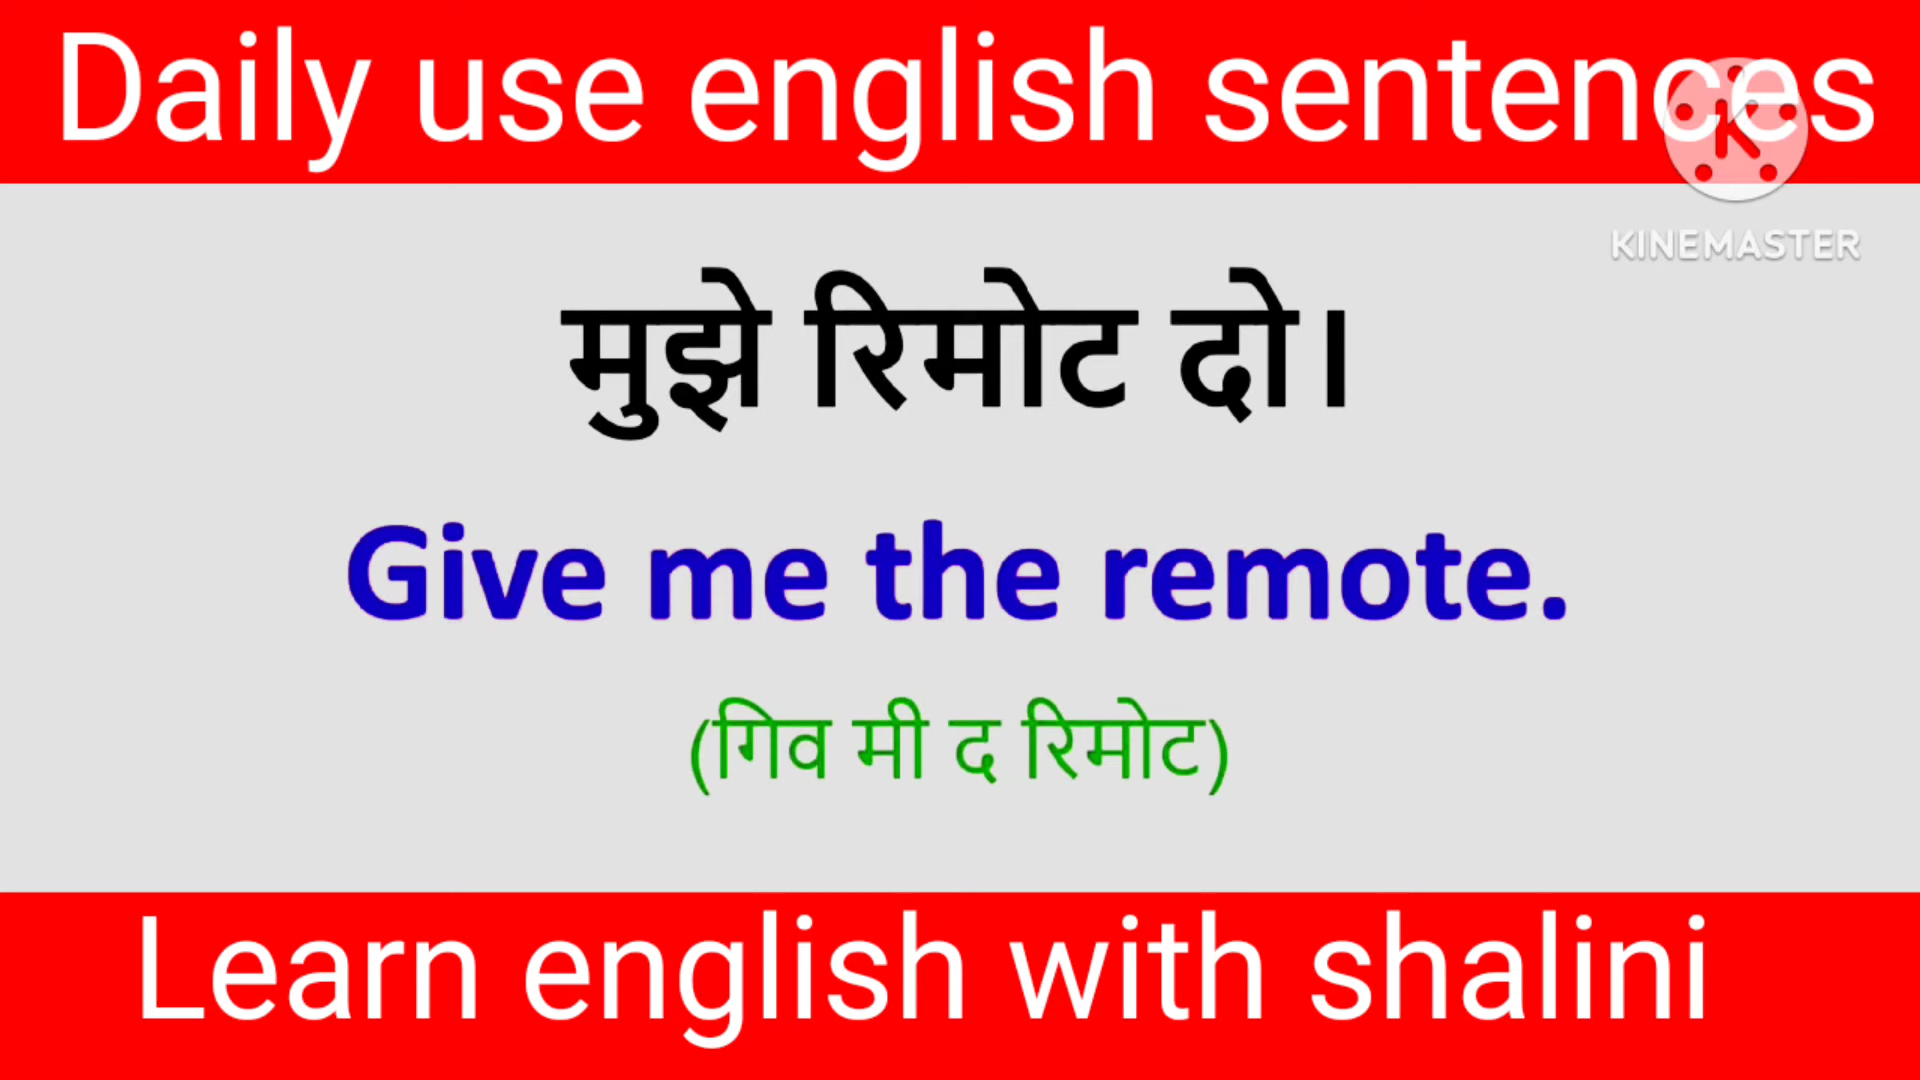 Daily use english sentences
KINEMASTER
मुझे रिमोट दो।
Give me the remote.
(गिव मी द रिमोट)
Learn english with shalini